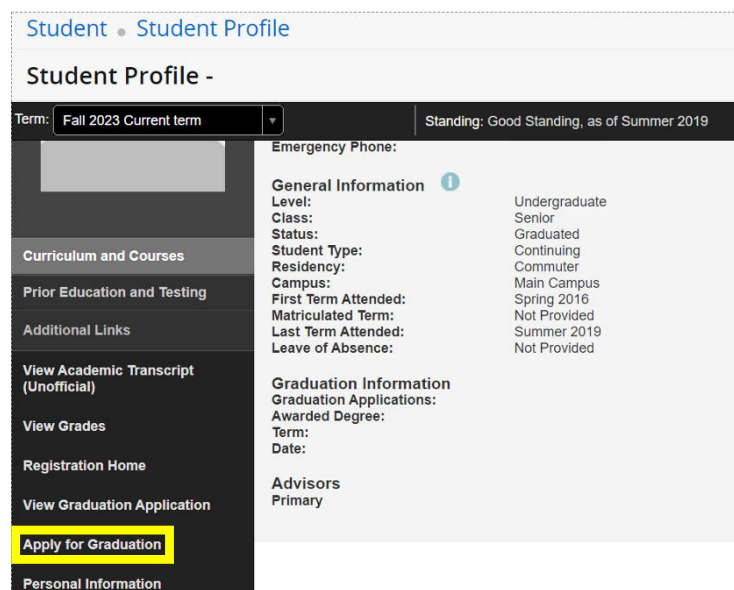 Student • Student Profile
Student Profile -
Term: Fall 2023 Current term
Standing: Good Standing, as of Summer 2019
Curriculum and Courses
Prior Education and Testing
Additional Links
View Academic Transcript
(Unofficial)
View Grades
Registration Home
View Graduation Application
Apply for Graduation
Personal Information
Emergency Phone:
General Information i
Level: Undergraduate
Class: Senior
Status: Graduated
Student Type: Continuing
Residency: Commuter
Campus: Main Campus
First Term Attended: Spring 2016
Matriculated Term: Not Provided
Last Term Attended: Summer 2019
Leave of Absence: Not Provided
Graduation Information
Graduation Applications:
Awarded Degree:
Term:
Date:
Advisors
Primary